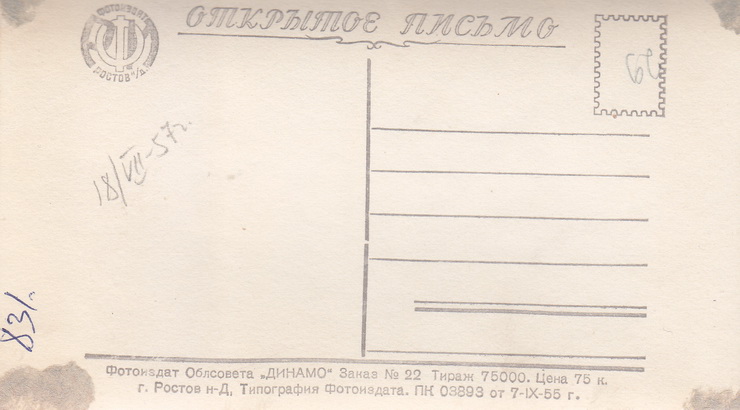 ФОТОИЗДАТ
РОСТОВ н/Д.
ОТКРЫТОЕ ПИСЬМО
18/VII-57г.
831.
Фотоиздат Облсовета „ДИНАМО“ Заказ № 22 Тираж 75000. Цена 75 к.
г. Ростов н-Д, Типография Фотоиздата. ПК 03893 от 7-IX-55 г.